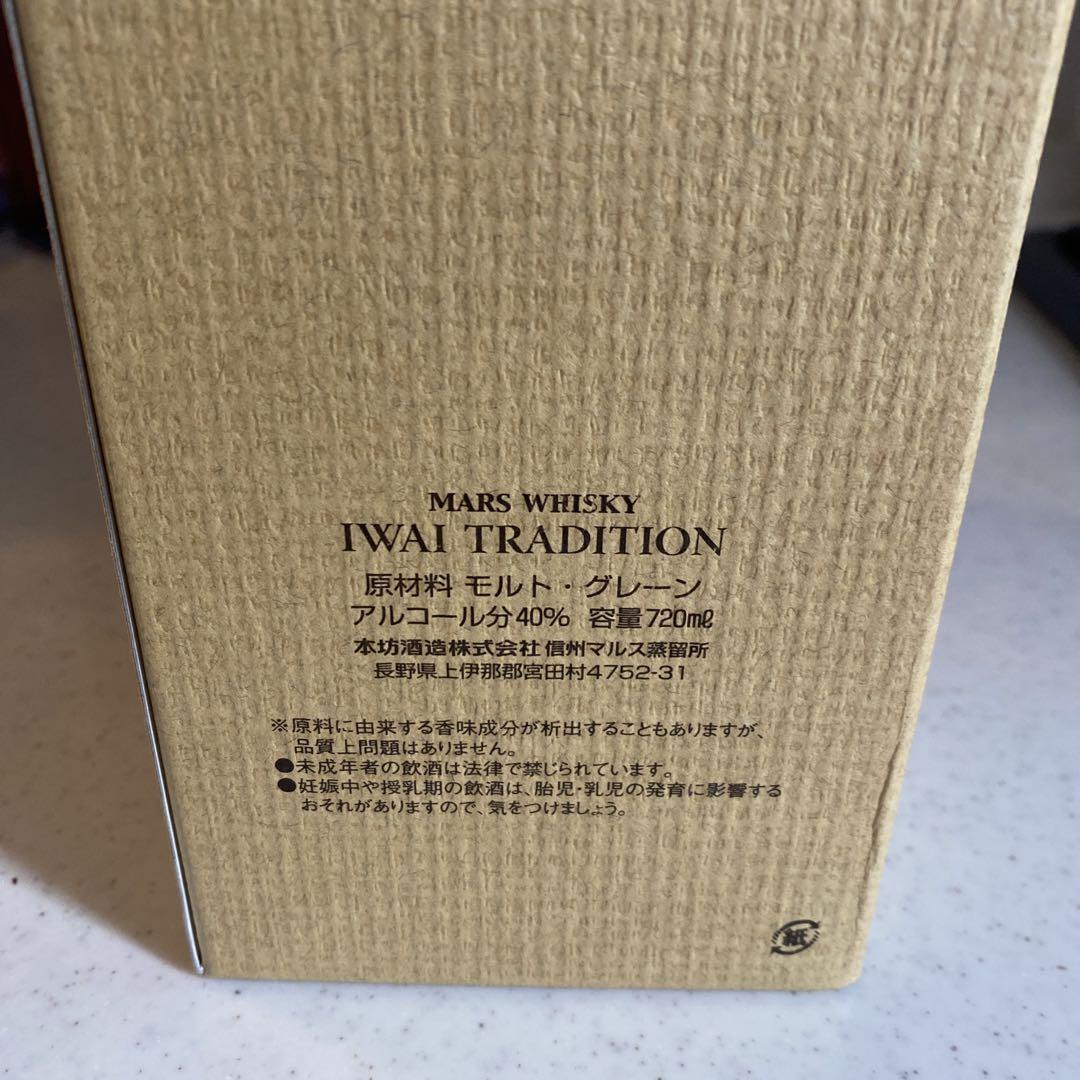 MARS WHISKY
IWAI TRADITION
原材料 モルト・グレーン
アルコール分40% 容量720㎖
本坊酒造株式会社 信州マルス蒸留所
長野県上伊那郡宮田村4752-31
※原料に由来する香味成分が析出することもありますが、
品質上問題はありません。
●未成年者の飲酒は法律で禁じられています。
●妊娠中や授乳期の飲酒は、胎児・乳児の発育に影響する
おそれがありますので、気をつけましょう。
紙